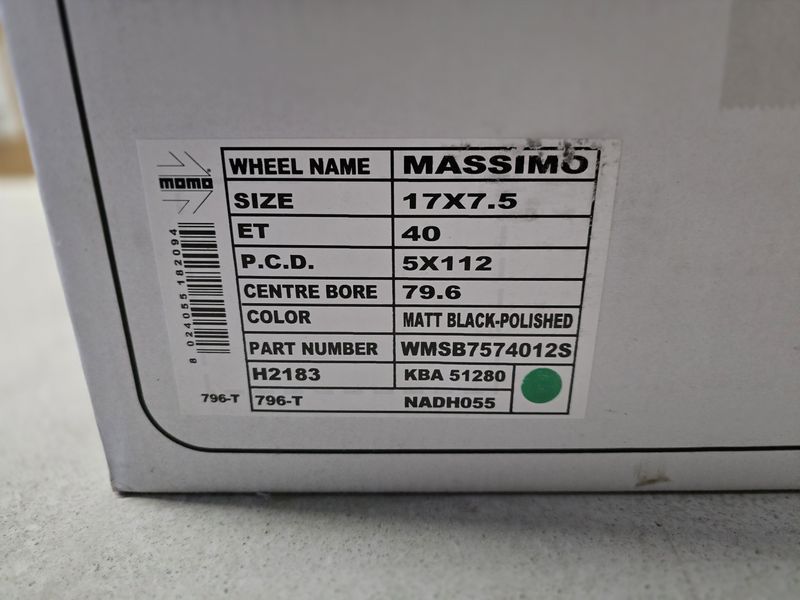 momo
WHEEL NAME MASSIMO
SIZE 17X7.5
ET 40
P.C.D. 5X112
CENTRE BORE 79.6
COLOR MATT BLACK-POLISHED
PART NUMBER WMSB7574012S
H2183 KBA 51280
796-T 796-T NADH055
8 024055 182094